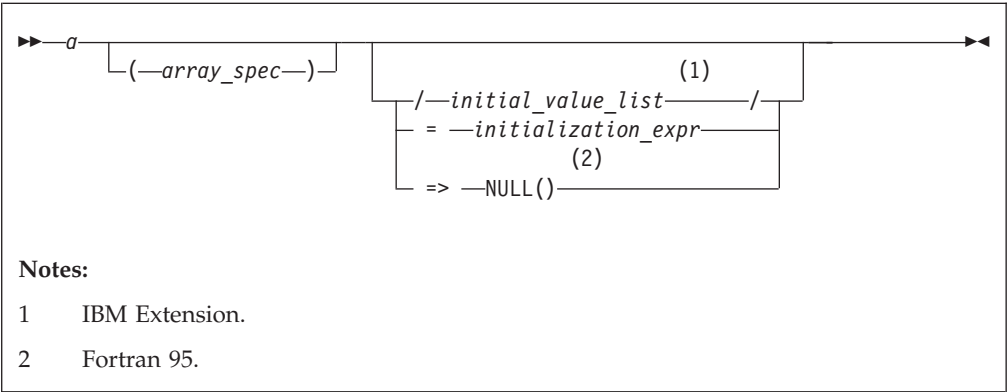 ►►─a
(─array_spec─)
►◄
(1)
/─initial_value_list─/
= ─initialization_expr
(2)
=> ─NULL()
Notes:
1 IBM Extension.
2 Fortran 95.